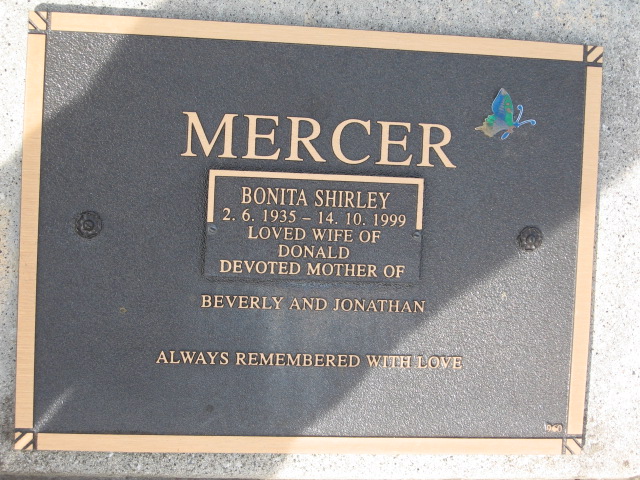 MERCER
BONITA SHIRLEY
2. 6. 1935 – 14. 10. 1999
LOVED WIFE OF
DONALD
DEVOTED MOTHER OF
BEVERLY AND JONATHAN
ALWAYS REMEMBERED WITH LOVE